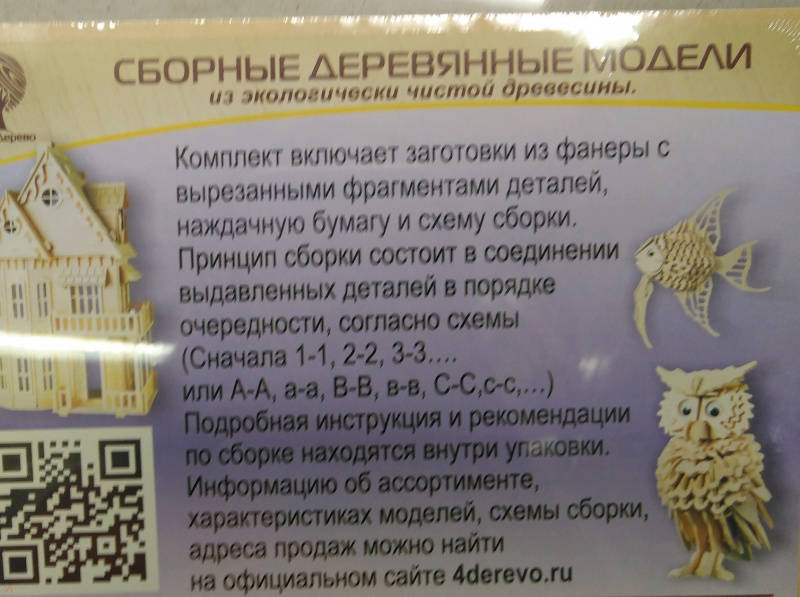 СБОРНЫЕ ДЕРЕВЯННЫЕ МОДЕЛИ
из экологически чистой древесины.
Дерево
Комплект включает заготовки из фанеры с
вырезанными фрагментами деталей,
наждачную бумагу и схему сборки.
Принцип сборки состоит в соединении
выдавленных деталей в порядке
очередности, согласно схемы
(Сначала 1-1, 2-2, 3-3....
или А-А, а-а, В-В, в-в, С-С,с-с,...)
Подробная инструкция и рекомендации
по сборке находятся внутри упаковки.
Информацию об ассортименте,
характеристиках моделей, схемы сборки,
адреса продаж можно найти
на официальном сайте 4derevo.ru